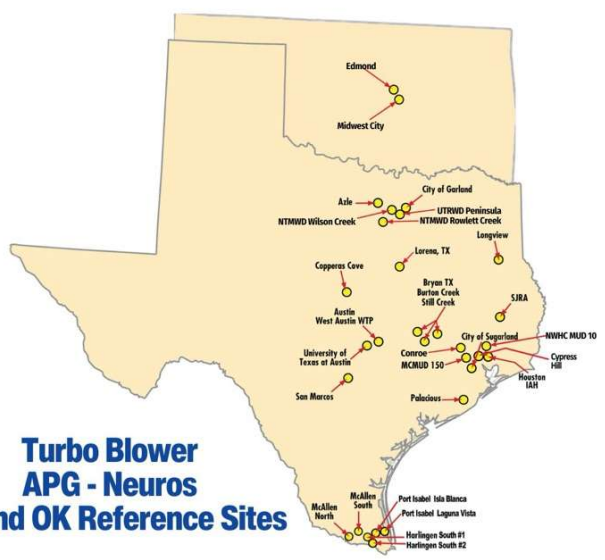 Edmond
Midwest City
Azle
City of Garland
UTRWD Peninsula
NTMWD Wilson Creek
NTMWD Rowlett Creek
Longview
Lorena, TX
Copperas Cove
Bryan TX
Burton Creek
Still Creek
SJRA
Austin
West Austin WTP
City of Sugarland
NWHC MUD 10
University of
Texas at Austin
Conroe
MCMUD 150
Cypress
Hill
Houston
IAH
San Marcos
Palacious
Turbo Blower
APG - Neuros
nd OK Reference Sites
McAllen
North
McAllen
South
Port Isabel Isla Blanca
Port Isabel Laguna Vista
Harlingen South #1
Harlingen South #2